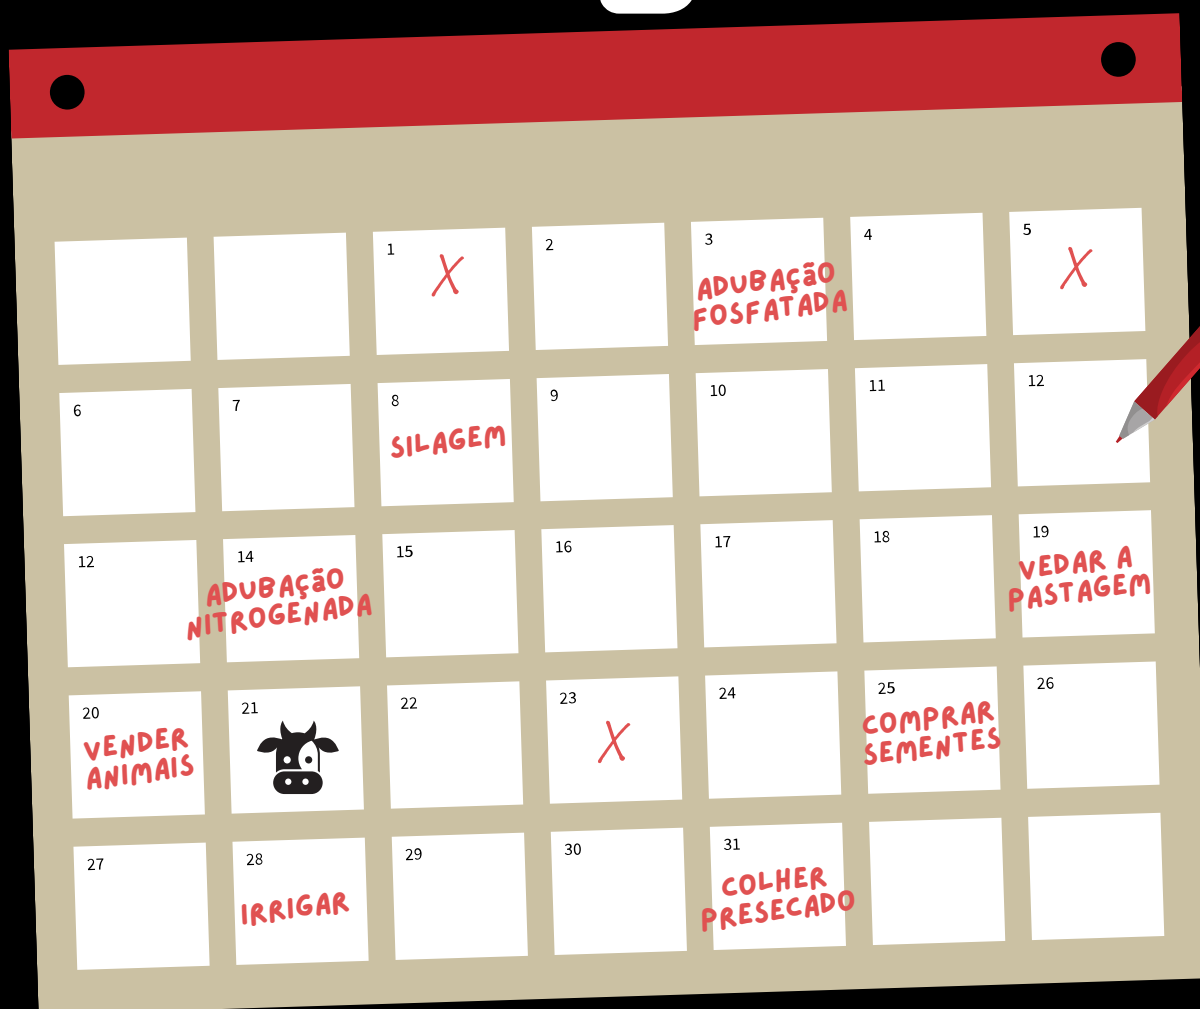 1 X
2
3
ADUBAÇãO
FOSFATADA
4
5 X
6
7
8
SILAGEM
9
10
11
12
12
14
ADUBAÇãO
NITROGENADA
15
16
17
18
19
VEDAR A
PASTAGEM
20
VENDER
ANIMAIS
21
22
23 X
24
25
COMPRAR
SEMENTES
26
27
28
IRRIGAR
29
30
31
COLHER
PRESECADO